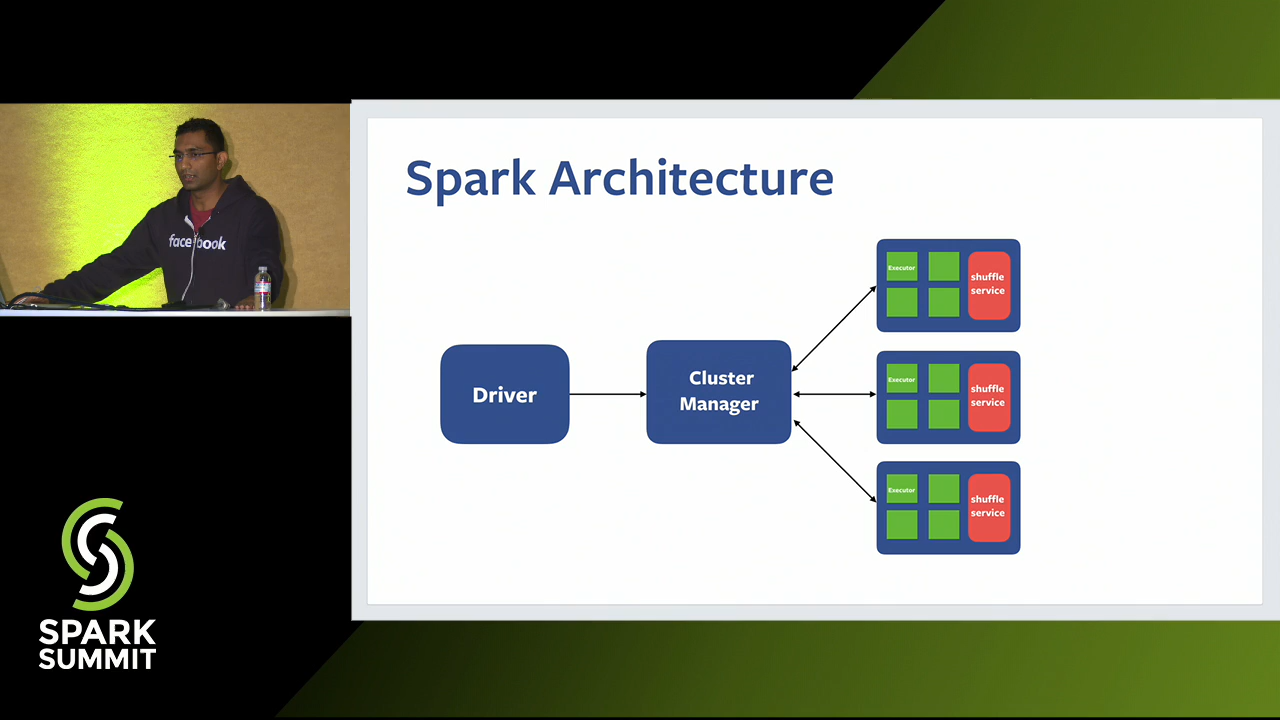 facebook
Spark Architecture
Driver
Cluster
Manager
Executor
shuffle
service
Executor
shuffle
service
Executor
shuffle
service
SPARK
SUMMIT